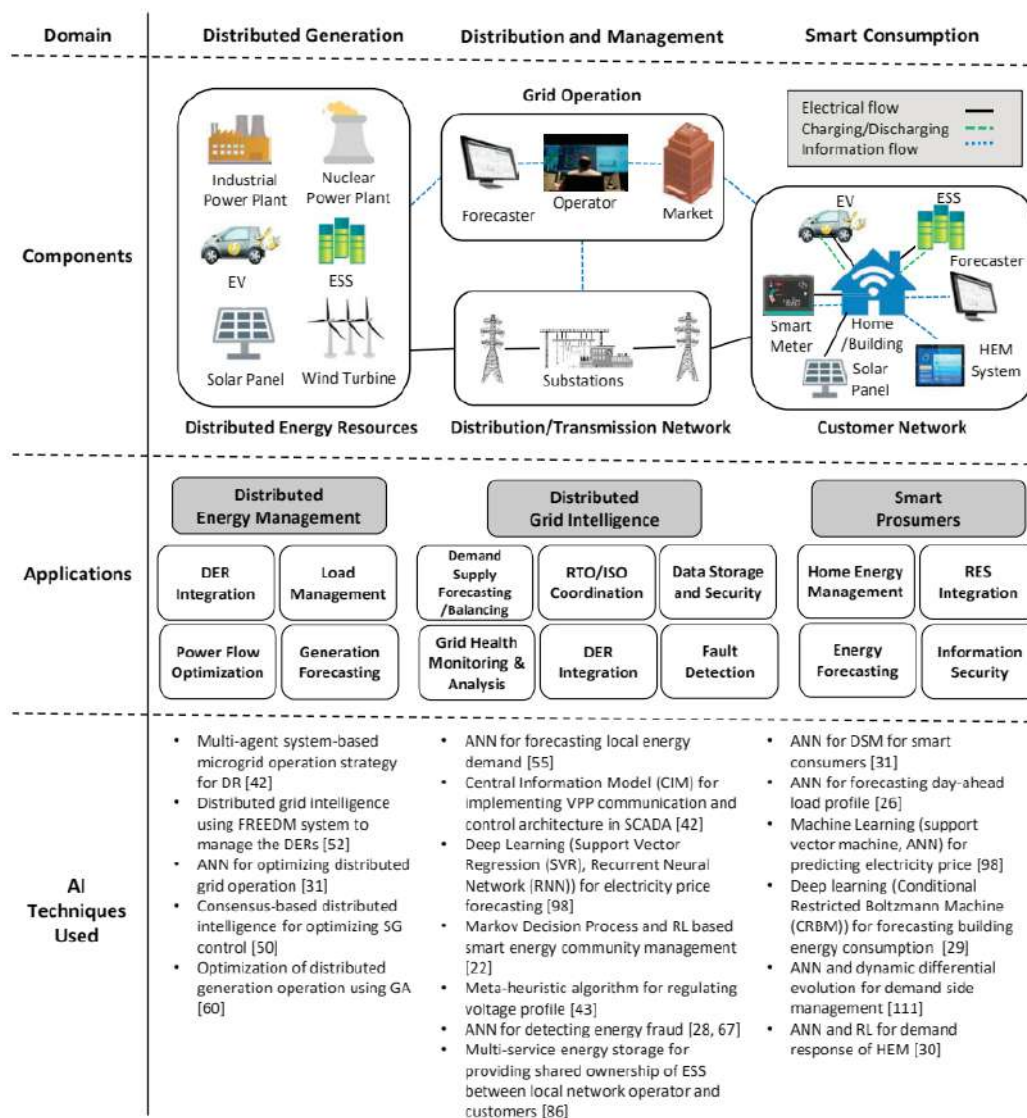 Domain
Distributed Generation
Distribution and Management
Smart Consumption
Components
Industrial
Power Plant
Nuclear
Power Plant
EV
ESS
Solar Panel
Wind Turbine
Distributed Energy Resources
Grid Operation
Forecaster
Operator
Market
Substations
Distribution/Transmission Network
Electrical flow
Charging/Discharging
Information flow
EV
ESS
Forecaster
Smart
Meter
Home
/Building
Solar
Panel
HEM
System
Customer Network
Applications
Distributed
Energy Management
DER
Integration
Load
Management
Power Flow
Optimization
Generation
Forecasting
Distributed
Grid Intelligence
Demand
Supply
Forecasting
/Balancing
RTO/ISO
Coordination
Data Storage
and Security
Grid Health
Monitoring &
Analysis
DER
Integration
Fault
Detection
Smart
Prosumers
Home Energy
Management
RES
Integration
Energy
Forecasting
Information
Security
AI
Techniques
Used
• Multi-agent system-based
microgrid operation strategy
for DR [42]
• Distributed grid intelligence
using FREEDM system to
manage the DERs [52]
• ANN for optimizing distributed
grid operation [31]
• Consensus-based distributed
intelligence for optimizing SG
control [50]
• Optimization of distributed
generation operation using GA
[60]
• ANN for forecasting local energy
demand [55]
• Central Information Model (CIM) for
implementing VPP communication and
control architecture in SCADA [42]
• Deep Learning (Support Vector
Regression (SVR), Recurrent Neural
Network (RNN)) for electricity price
forecasting [98]
• Markov Decision Process and RL based
smart energy community management
[22]
• Meta-heuristic algorithm for regulating
voltage profile [43]
• ANN for detecting energy fraud [28, 67]
• Multi-service energy storage for
providing shared ownership of ESS
between local network operator and
customers [86]
• ANN for DSM for smart
consumers [31]
• ANN for forecasting day-ahead
load profile [26]
• Machine Learning (support
vector machine, ANN) for
predicting electricity price [98]
• Deep learning (Conditional
Restricted Boltzmann Machine
(CRBM)) for forecasting building
energy consumption [29]
• ANN and dynamic differential
evolution for demand side
management [111]
• ANN and RL for demand
response of HEM [30]